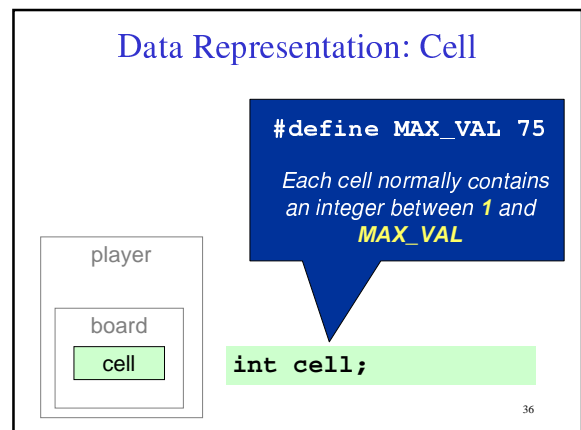 Data Representation: Cell
#define MAX_VAL 75
Each cell normally contains
an integer between 1 and
MAX_VAL
player
board
cell
int cell;
36